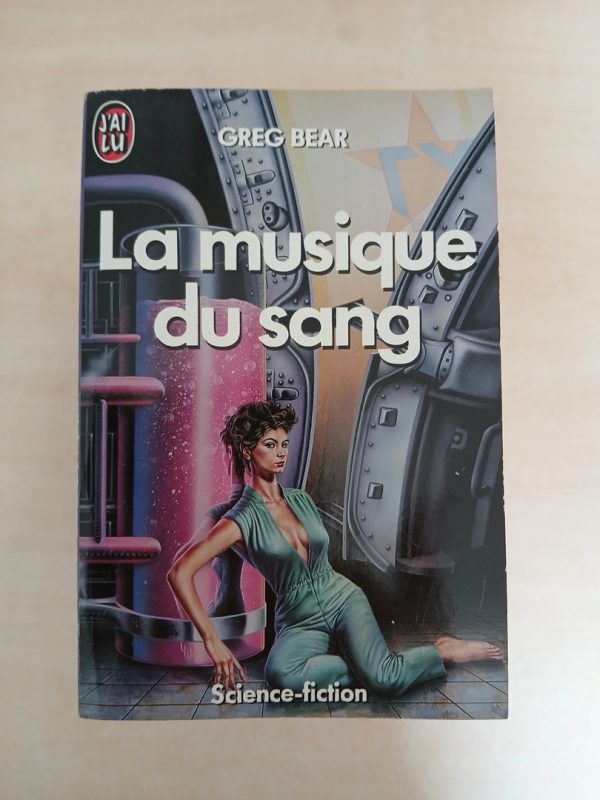 J'AI
LU
GREG BEAR
La musique
du sang
Science-fiction